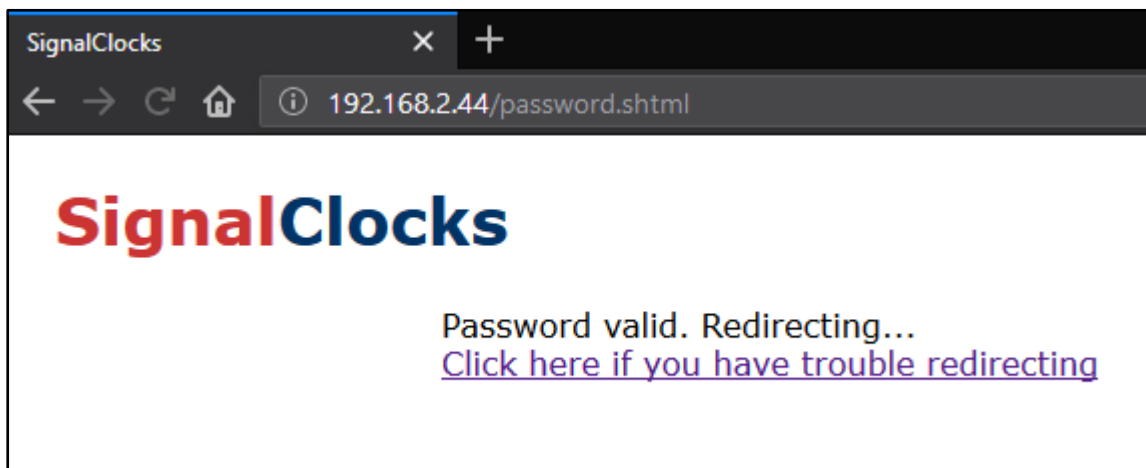 SignalClocks
192.168.2.44/password.shtml
SignalClocks
Password valid. Redirecting...
Click here if you have trouble redirecting